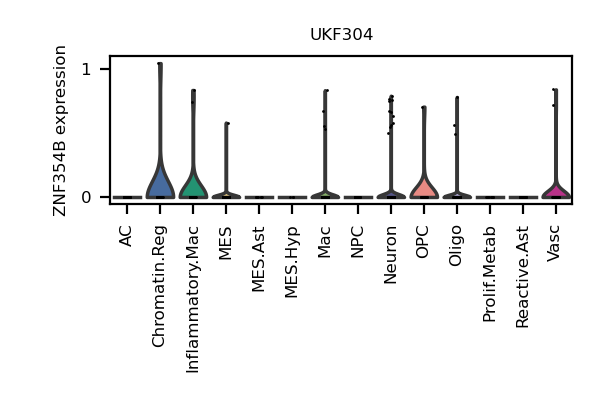 UKF304
ZNF354B expression
1
0
AC
Chromatin.Reg
Inflammatory.Mac
MES
MES.Ast
MES.Hyp
Mac
NPC
Neuron
OPC
Oligo
Prolif.Metab
Reactive.Ast
Vasc